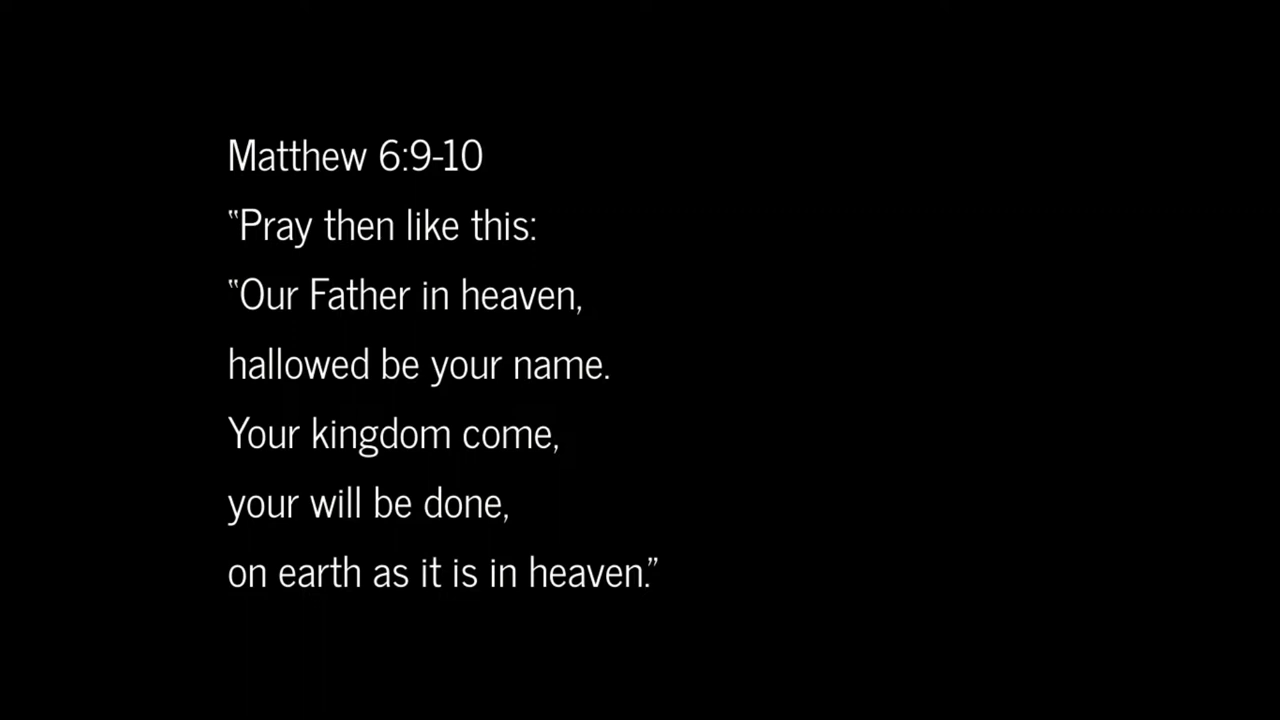 Matthew 6:9-10
“Pray then like this:
“Our Father in heaven,
hallowed be your name.
Your kingdom come,
your will be done,
on earth as it is in heaven.”